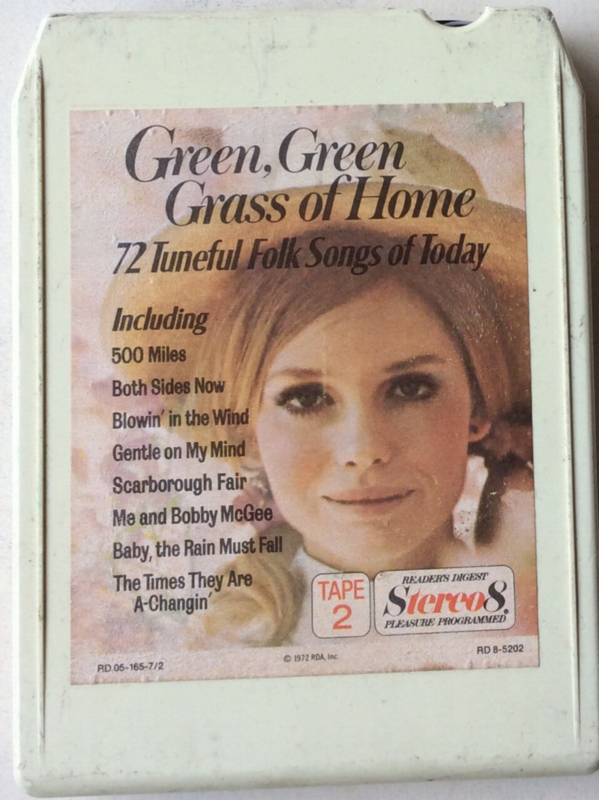 Green, Green
Grass of Home
72 Tuneful Folk Songs of Today
Including
500 Miles
Both Sides Now
Blowin' in the Wind
Gentle on My Mind
Scarborough Fair
Me and Bobby McGee
Baby, the Rain Must Fall
The Times They Are
A-Changin'
TAPE
2
READER'S DIGEST
Stereo8
PLEASURE PROGRAMMED
RD 05-165-7/2
© 1972 RDA, Inc.
RD 8-5202